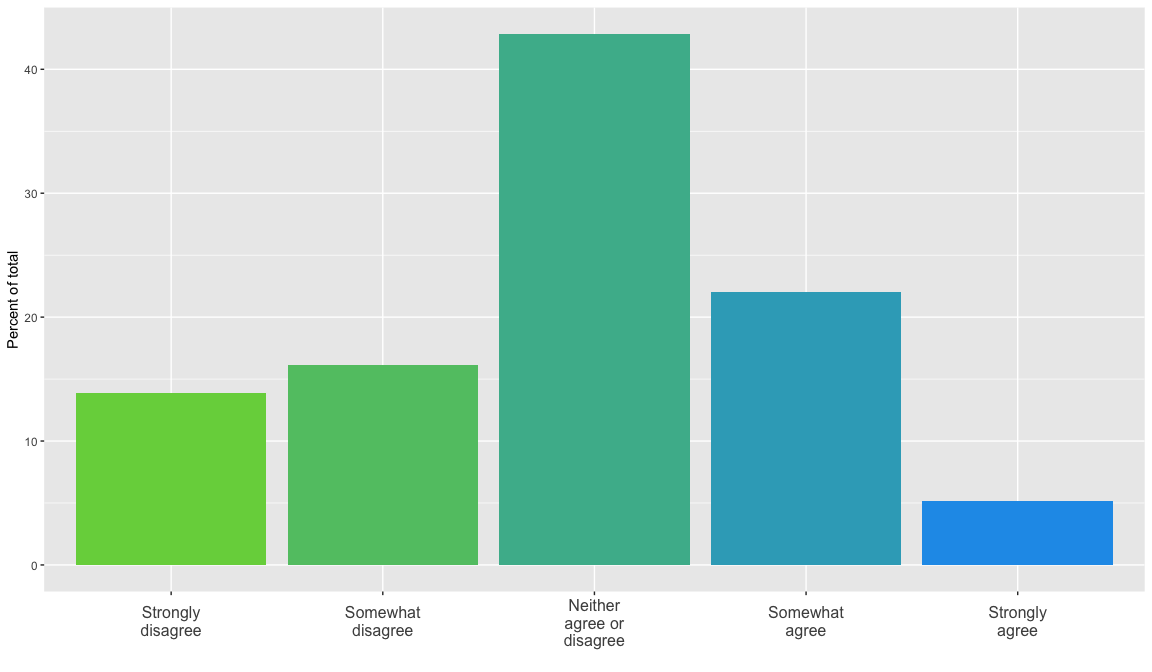 40
30
20
10
0
Percent of total
Strongly
disagree
Somewhat
disagree
Neither
agree or
disagree
Somewhat
agree
Strongly
agree